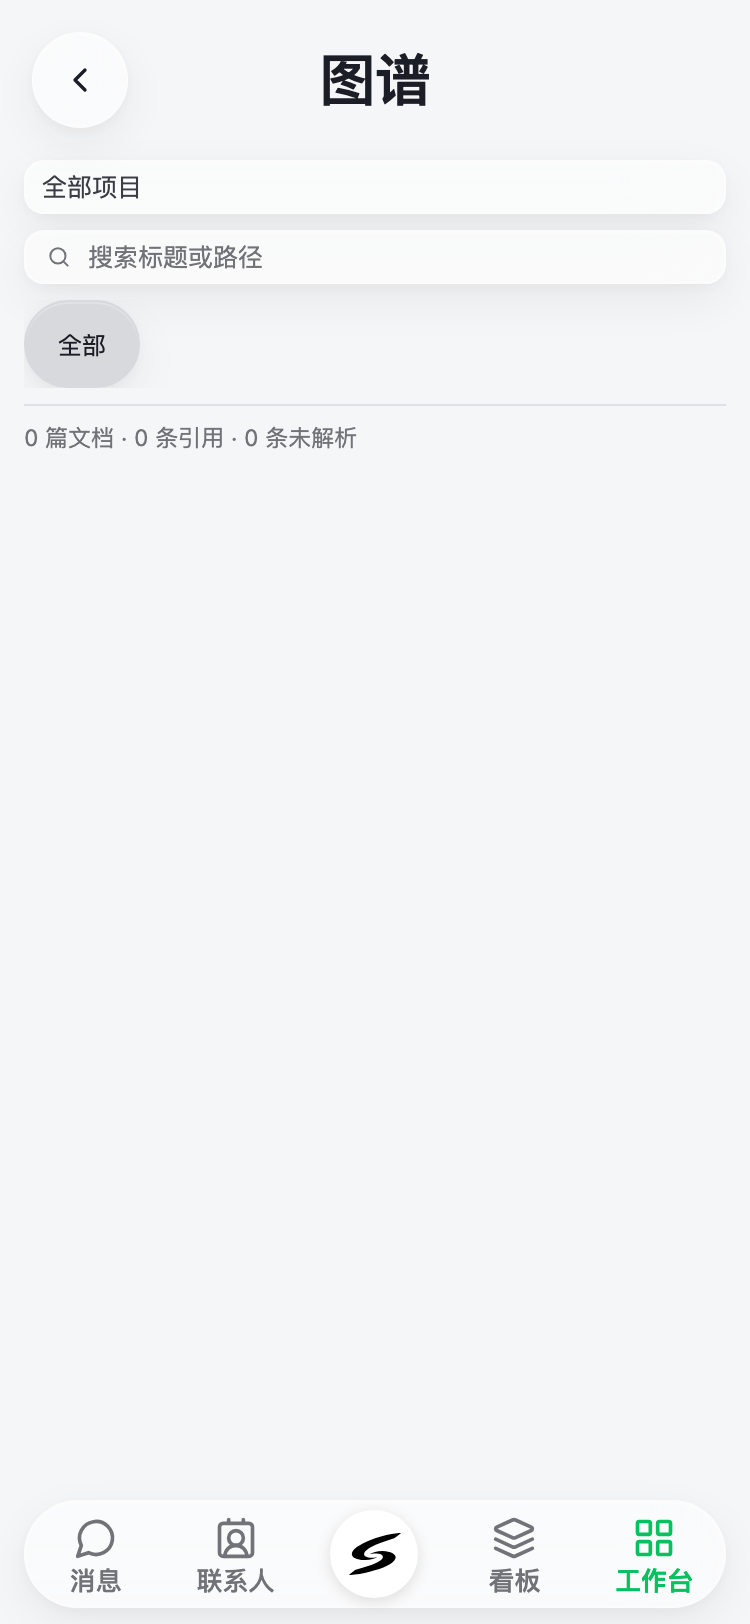 图谱
全部项目
搜索标题或路径
全部
0 篇文档 · 0 条引用 · 0 条未解析
消息
联系人
看板
工作台